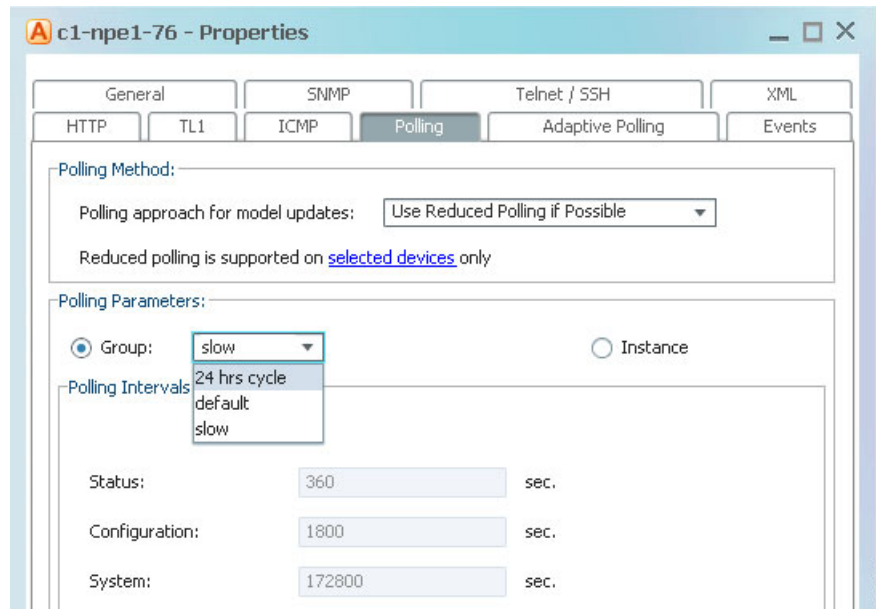 A c1-npe1-76 - Properties
General SNMP Telnet / SSH XML
HTTP TL1 ICMP Polling Adaptive Polling Events
Polling Method:
Polling approach for model updates: Use Reduced Polling if Possible
Reduced polling is supported on selected devices only
Polling Parameters:
Group: slow Instance
24 hrs cycle
Polling Intervals
default
slow
Status: 360 sec.
Configuration: 1800 sec.
System: 172800 sec.